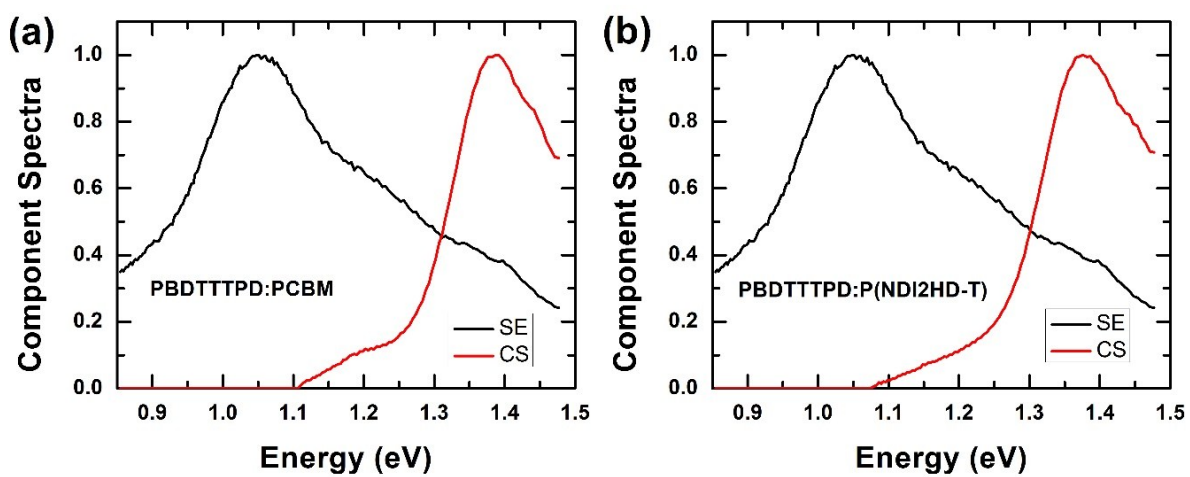 (a)
Component Spectra
1.0
0.8
0.6
0.4
0.2
0.0
PBDTTTPD:PCBM
SE
CS
0.9 1.0 1.1 1.2 1.3 1.4 1.5
Energy (eV)
(b)
Component Spectra
1.0
0.8
0.6
0.4
0.2
0.0
PBDTTTPD:P(NDI2HD-T)
SE
CS
0.9 1.0 1.1 1.2 1.3 1.4 1.5
Energy (eV)